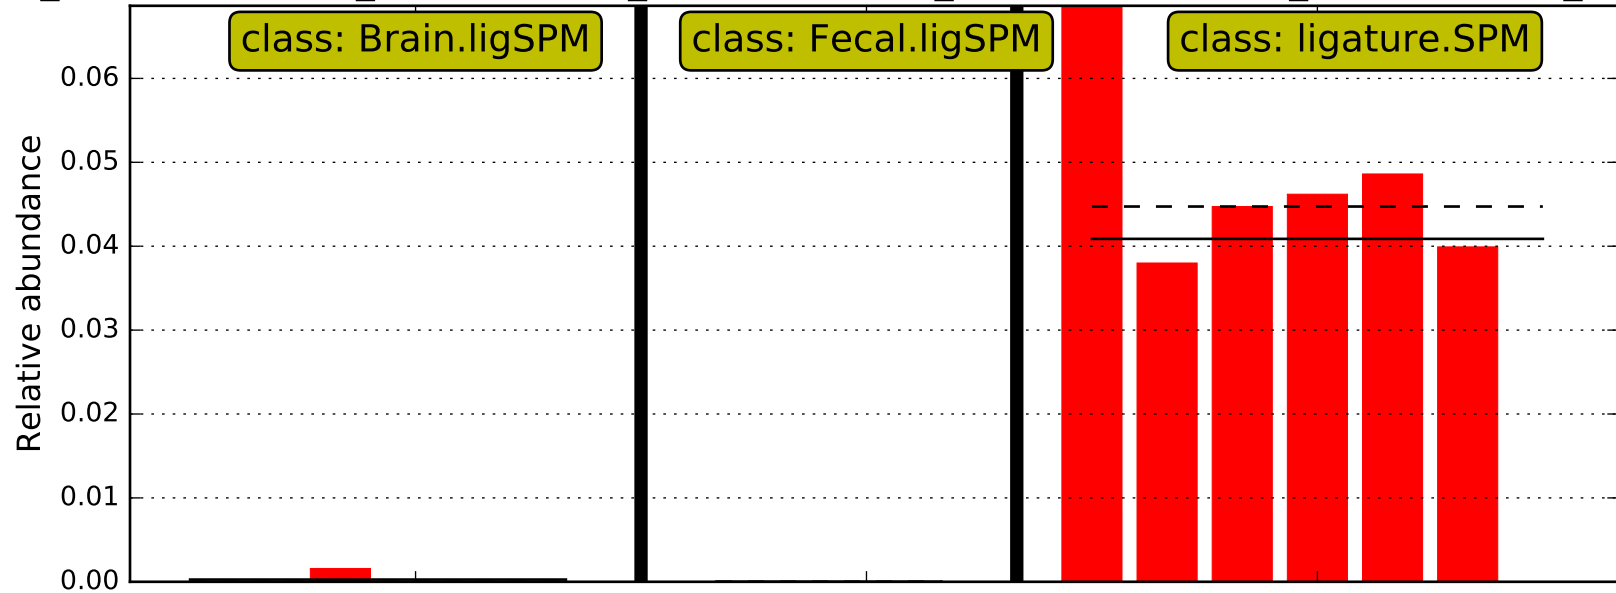 class: Brain.ligSPM
class: Fecal.ligSPM
class: ligature.SPM
Relative abundance
0.06
0.05
0.04
0.03
0.02
0.01
0.00